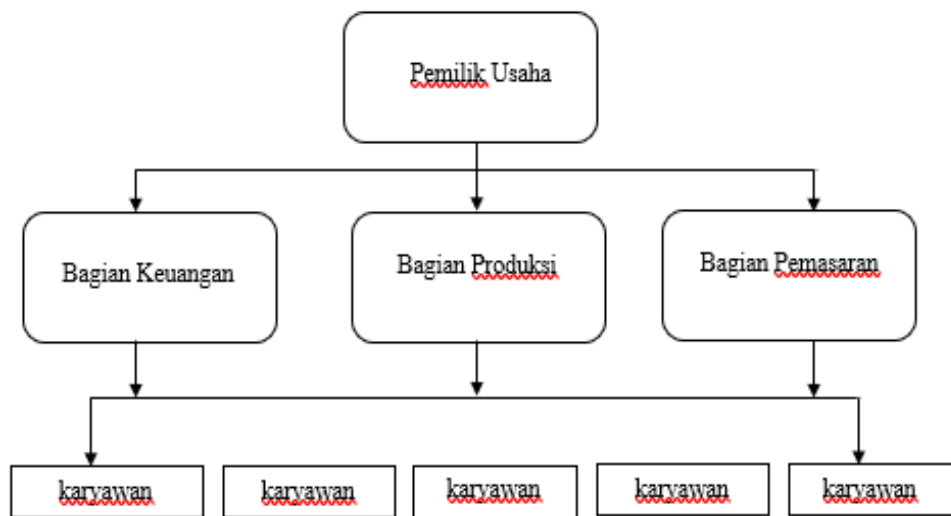 Pemilik Usaha
Bagian Keuangan
Bagian Produksi
Bagian Pemasaran
karyawan
karyawan
karyawan
karyawan
karyawan